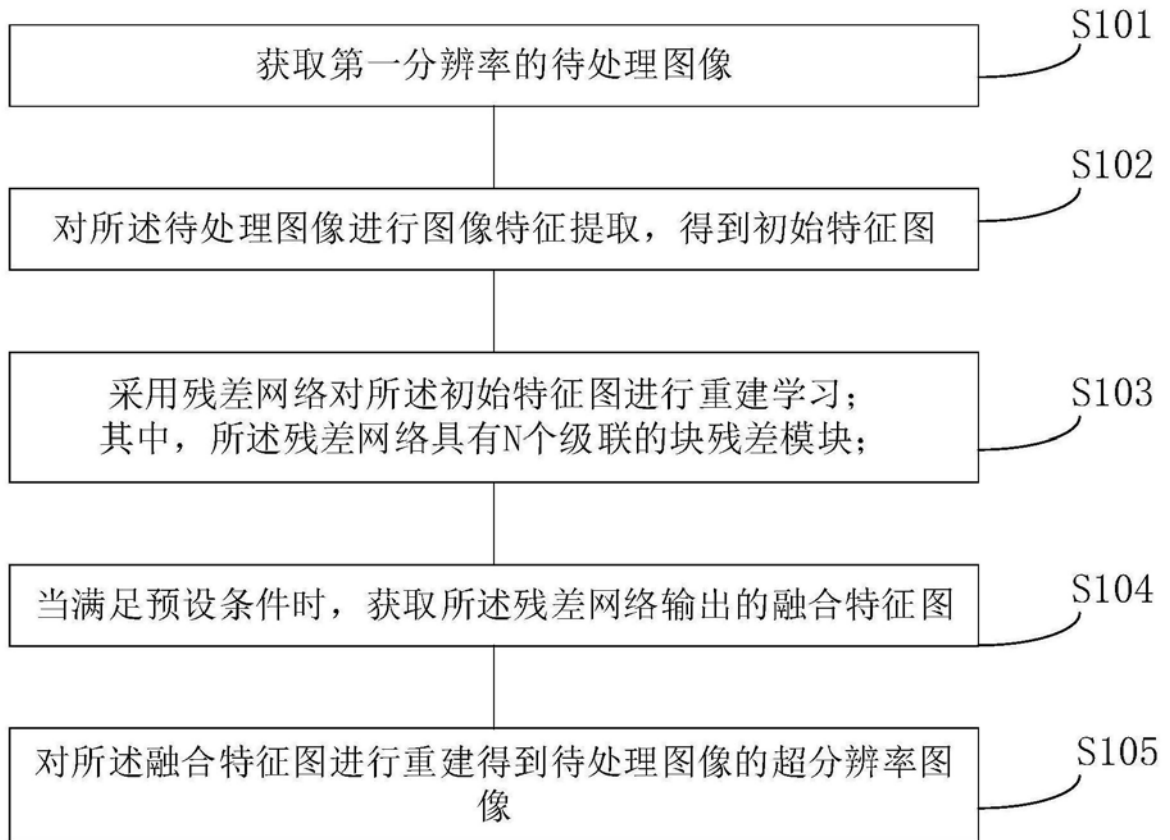 S101
获取第一分辨率的待处理图像
S102
对所述待处理图像进行图像特征提取，得到初始特征图
S103
采用残差网络对所述初始特征图进行重建学习；
其中，所述残差网络具有N个级联的块残差模块；
S104
当满足预设条件时，获取所述残差网络输出的融合特征图
S105
对所述融合特征图进行重建得到待处理图像的超分辨率图
像